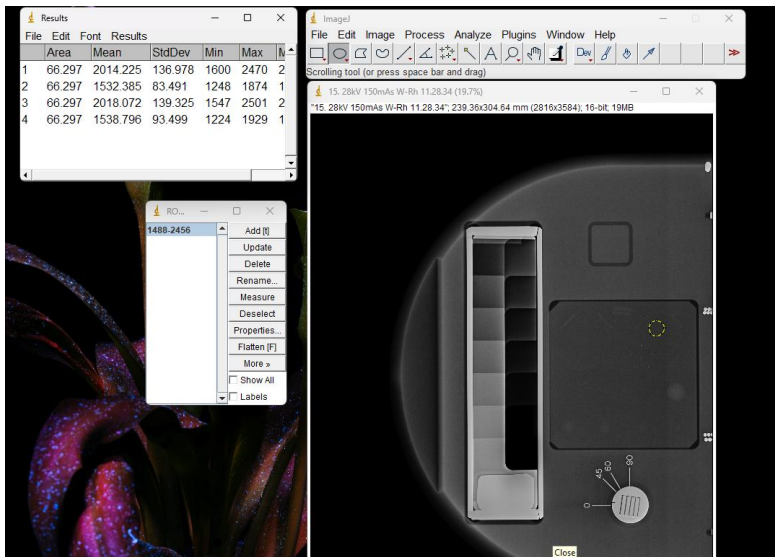 Results
File Edit Font Results
Area Mean StdDev Min Max M
1 66.297 2014.225 136.978 1600 2470 2
2 66.297 1532.385 83.491 1248 1874 1
3 66.297 2018.072 139.325 1547 2501 2
4 66.297 1538.796 93.499 1224 1929 1
ImageJ
File Edit Image Process Analyze Plugins Window Help
A Dev
Scrolling tool (or press space bar and drag)
15. 28kV 150mAs W-Rh 11.28.34 (19.7%)
"15. 28kV 150mAs W-Rh 11.28.34"; 239.36x304.64 mm (2816x3584); 16-bit; 19MB
RO...
1488-2456
Add [t]
Update
Delete
Rename...
Measure
Deselect
Properties...
Flatten [F]
More »
Show All
Labels
0
45
60
90
Close